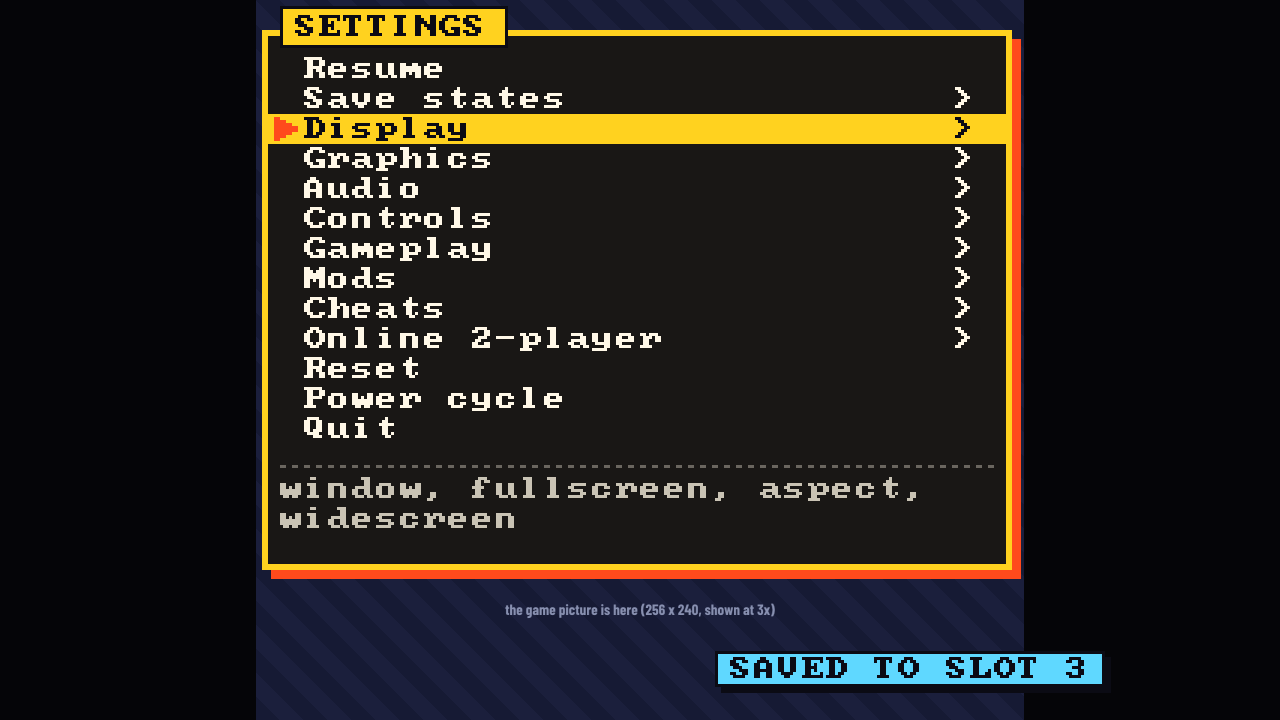 SETTINGS
Resume
Save states >
Display >
Graphics >
Audio >
Controls >
Gameplay >
Mods >
Cheats >
Online 2-player >
Reset
Power cycle
Quit
window, fullscreen, aspect,
widescreen
the game picture is here (256 x 240, shown at 3x)
SAVED TO SLOT 3